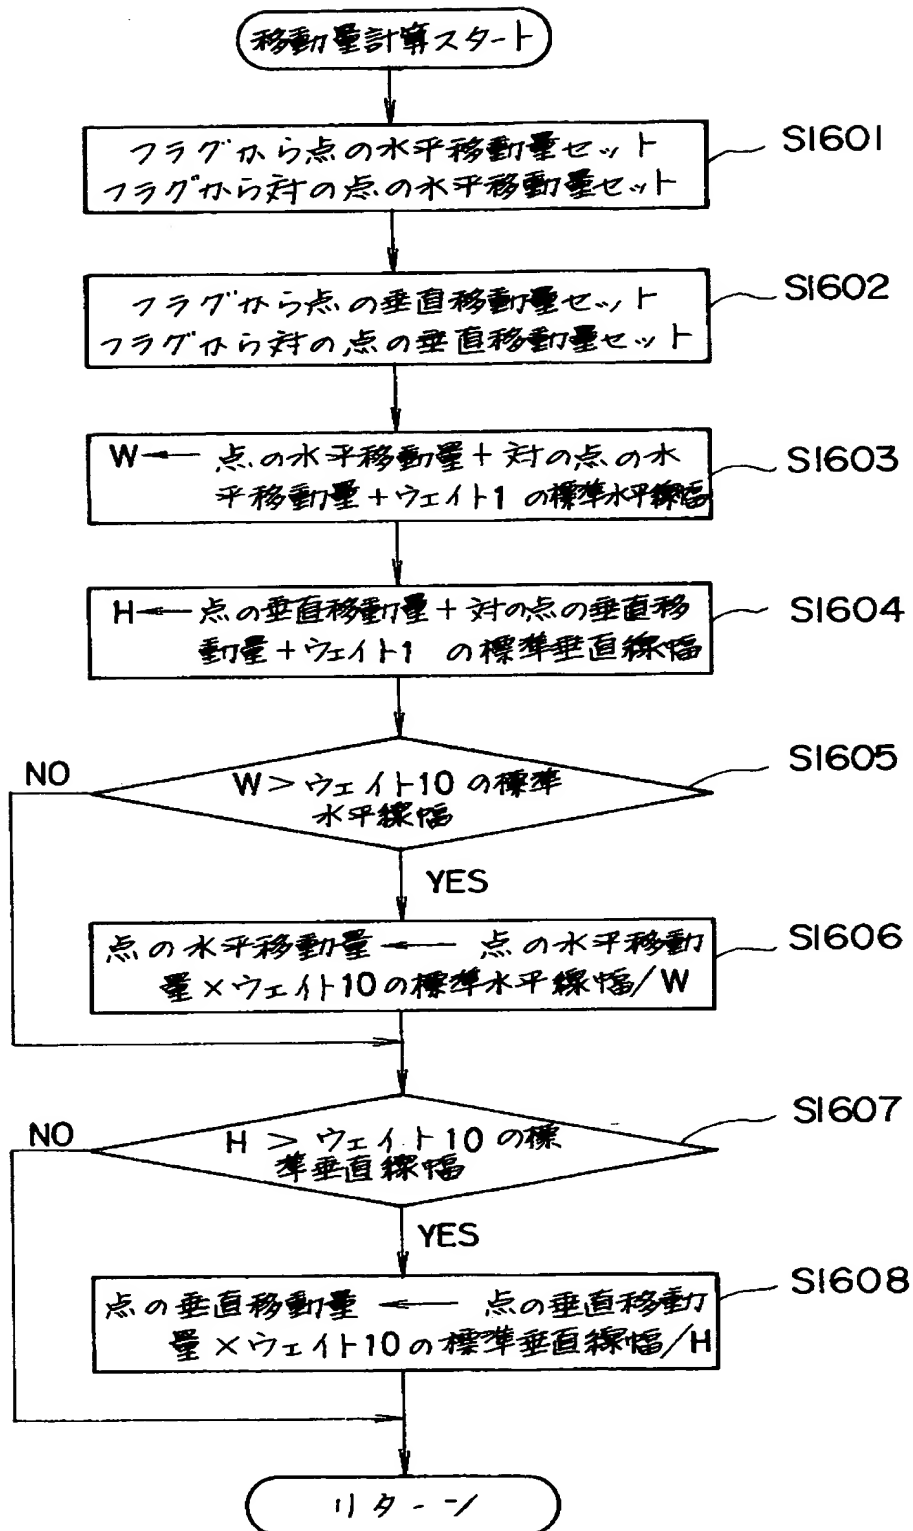 移動量計算スタート
フラグから点の水平移動量セット
フラグから対の点の水平移動量セット
S1601
フラグから点の垂直移動量セット
フラグから対の点の垂直移動量セット
S1602
W← 点の水平移動量+対の点の水
平移動量+ウェイト1 の標準水平線幅
S1603
H← 点の垂直移動量+対の点の垂直移
動量+ウェイト1 の標準垂直線幅
S1604
W>ウェイト10の標準
水平線幅
S1605
NO
YES
点の水平移動量 ← 点の水平移動
量×ウェイト10の標準水平線幅/W
S1606
H > ウェイト10の標
準垂直線幅
S1607
NO
YES
点の垂直移動量 ← 点の垂直移動
量×ウェイト10の標準垂直線幅/H
S1608
リターン